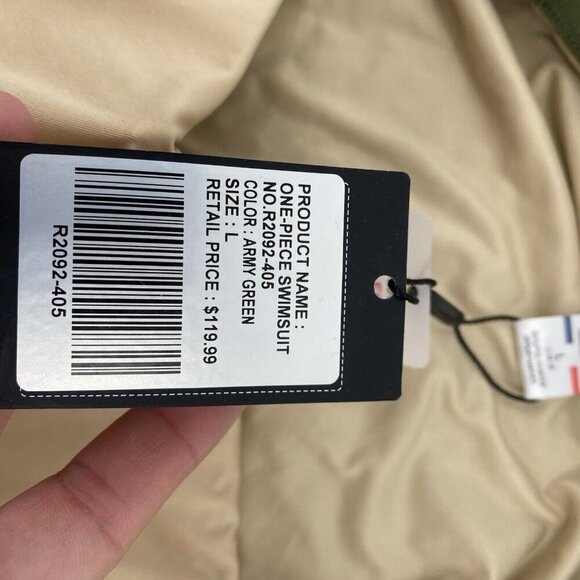 PRODUCT NAME :
ONE-PIECE SWIMSUIT
NO.R2092-405
COLOR : ARMY GREEN
SIZE : L
RETAIL PRICE : $119.99
R2092-405
L